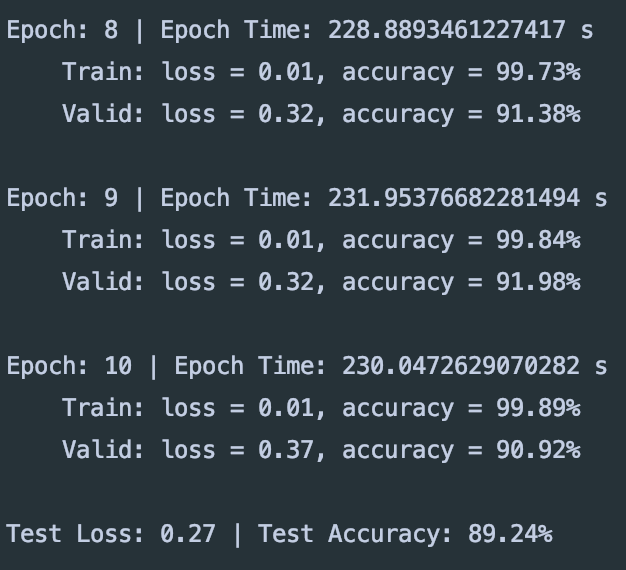 Epoch: 8 | Epoch Time: 228.8893461227417 s
Train: loss = 0.01, accuracy = 99.73%
Valid: loss = 0.32, accuracy = 91.38%
Epoch: 9 | Epoch Time: 231.95376682281494 s
Train: loss = 0.01, accuracy = 99.84%
Valid: loss = 0.32, accuracy = 91.98%
Epoch: 10 | Epoch Time: 230.0472629070282 s
Train: loss = 0.01, accuracy = 99.89%
Valid: loss = 0.37, accuracy = 90.92%
Test Loss: 0.27 | Test Accuracy: 89.24%